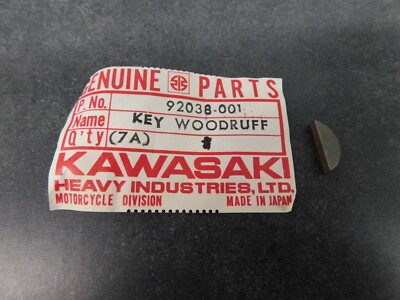 GENUINE PARTS
P. No. 92038-001
Name KEY WOODRUFF
Q'ty (7A)
KAWASAKI
HEAVY INDUSTRIES, LTD.
MOTORCYCLE DIVISION MADE IN JAPAN